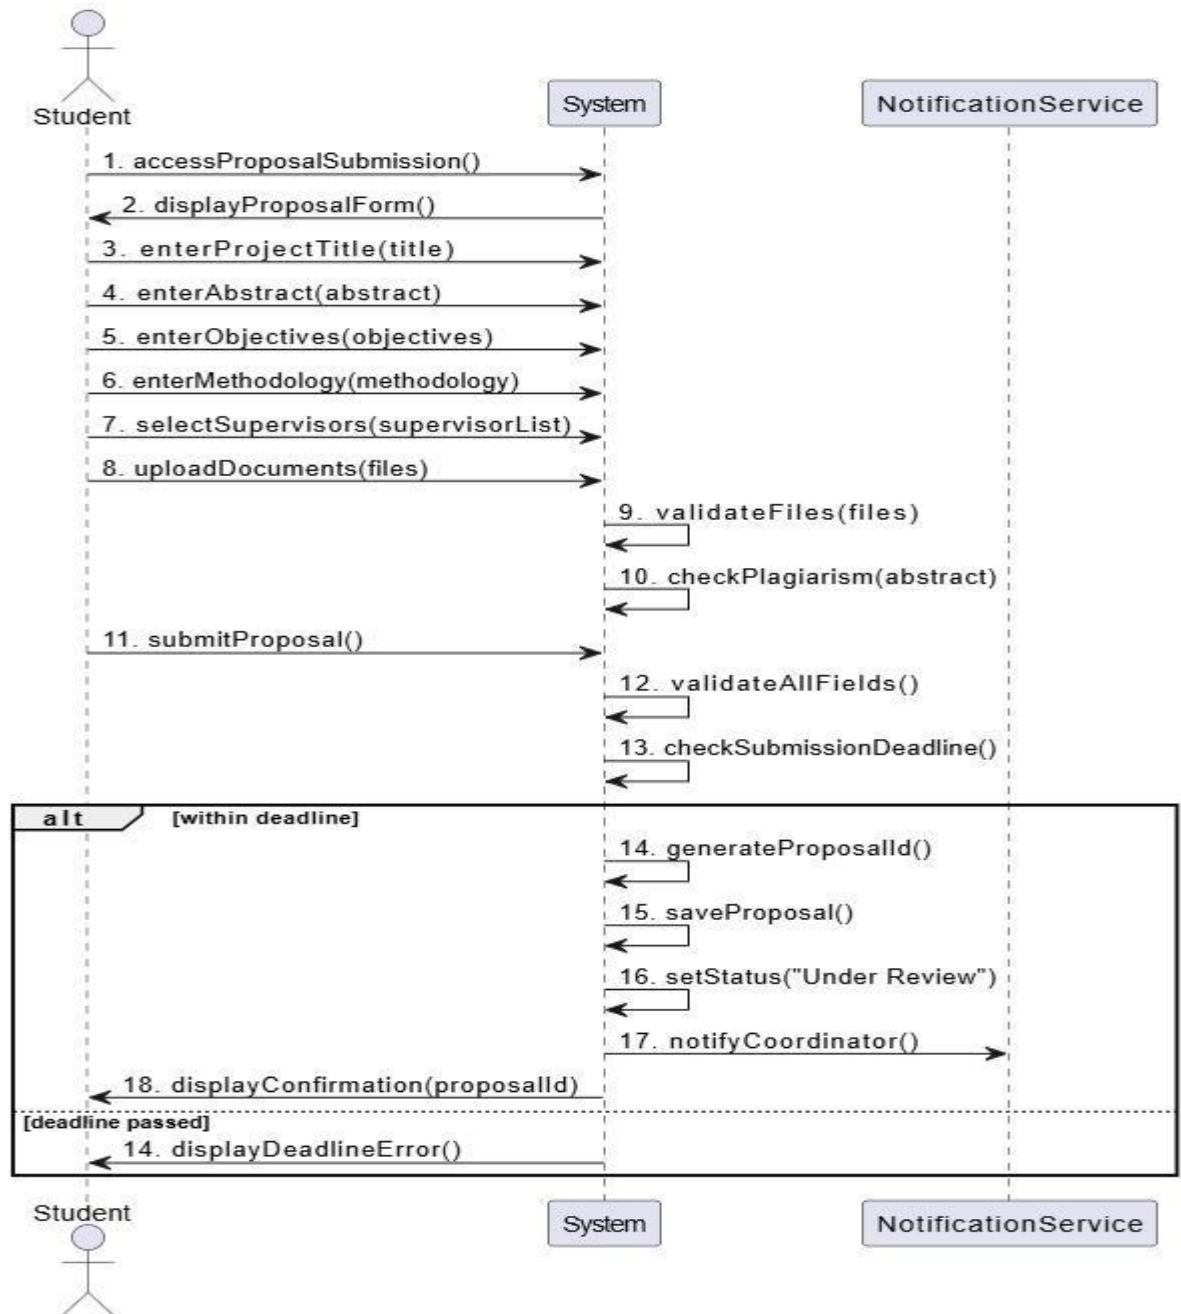 Student
System
NotificationService
1. accessProposalSubmission()
2. displayProposalForm()
3. enterProjectTitle(title)
4. enterAbstract(abstract)
5. enterObjectives(objectives)
6. enterMethodology(methodology)
7. selectSupervisors(supervisorList)
8. uploadDocuments(files)
9. validateFiles(files)
10. checkPlagiarism(abstract)
11. submitProposal()
12. validateAllFields()
13. checkSubmissionDeadline()
alt [within deadline]
14. generateProposalId()
15. saveProposal()
16. setStatus("Under Review")
17. notifyCoordinator()
18. displayConfirmation(proposalId)
[deadline passed]
14. displayDeadlineError()
Student
System
NotificationService